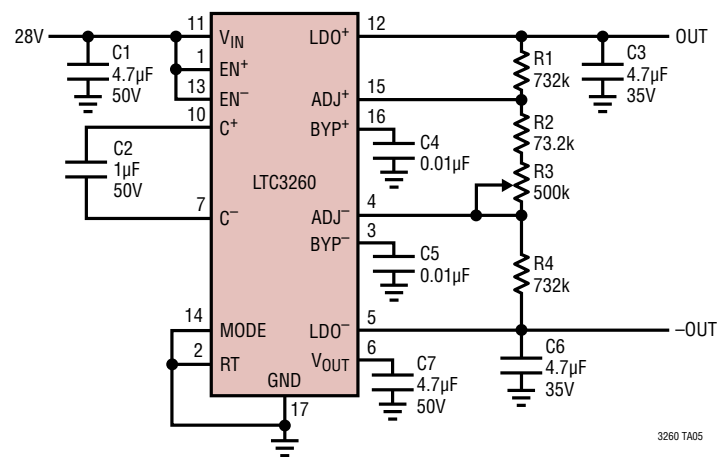 28V
C1
4.7µF
50V
11
VIN
1
EN+
13
EN–
10
C+
C2
1µF
50V
7
C–
14
MODE
2
RT
GND
17
LTC3260
LDO+
12
OUT
R1
732k
C3
4.7µF
35V
ADJ+
15
R2
73.2k
BYP+
16
C4
0.01µF
R3
500k
ADJ–
4
BYP–
3
C5
0.01µF
R4
732k
LDO–
5
–OUT
VOUT
6
C6
4.7µF
35V
C7
4.7µF
50V
3260 TA05